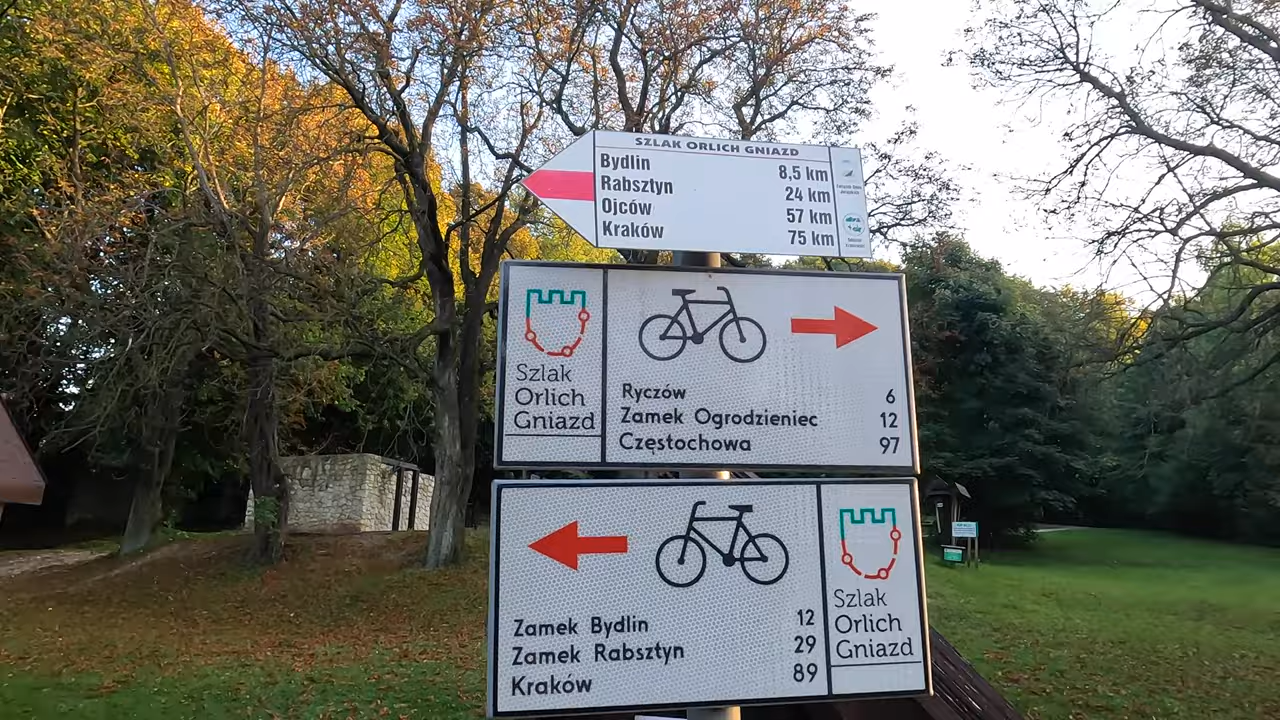 SZLAK ORLICH GNIAZD
Bydlin 8,5 km
Rabsztyn 24 km
Ojców 57 km
Kraków 75 km
Szlak
Orlich
Gniazd
Ryczów 6
Zamek Ogrodzieniec 12
Częstochowa 97
Zamek Bydlin 12
Zamek Rabsztyn 29
Kraków 89
Szlak
Orlich
Gniazd